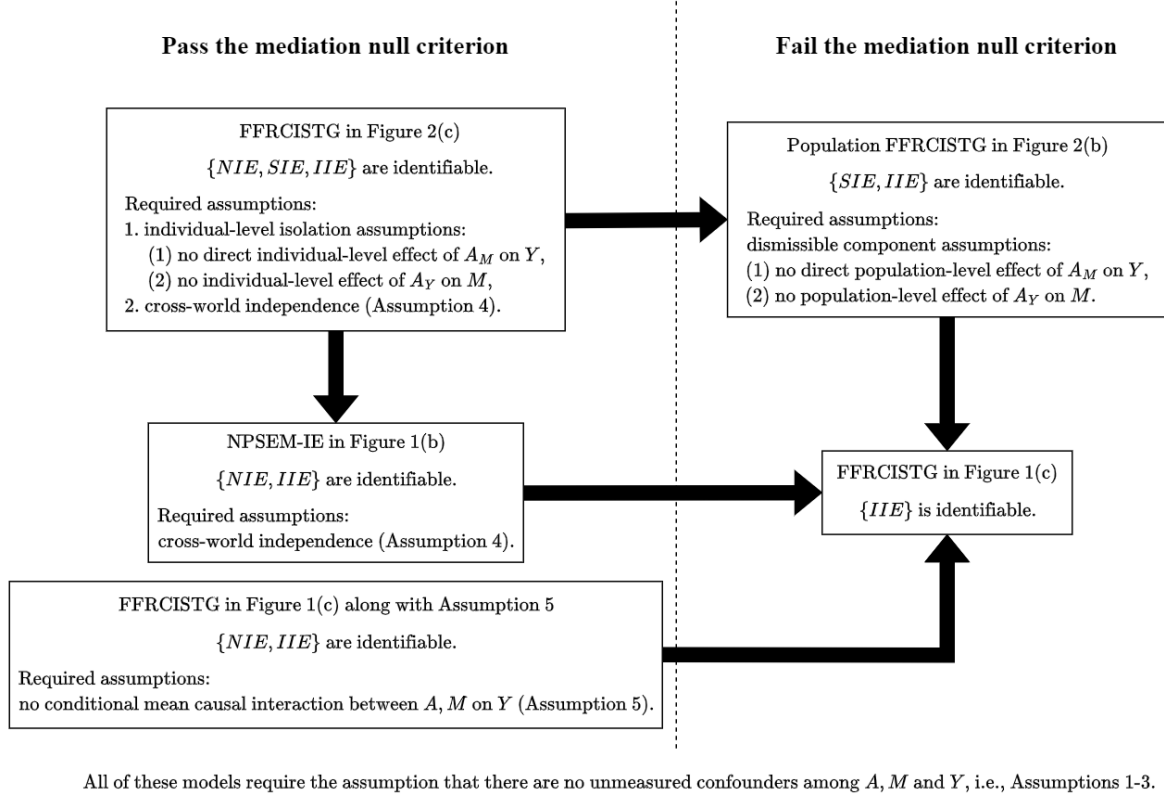 Pass the mediation null criterion
Fail the mediation null criterion
FFRCISTG in Figure 2(c)
{NIE, SIE, IIE} are identifiable.
Required assumptions:
1. individual-level isolation assumptions:
(1) no direct individual-level effect of A_M on Y,
(2) no individual-level effect of A_Y on M,
2. cross-world independence (Assumption 4).
Population FFRCISTG in Figure 2(b)
{SIE, IIE} are identifiable.
Required assumptions:
dismissible component assumptions:
(1) no direct population-level effect of A_M on Y,
(2) no population-level effect of A_Y on M.
NPSEM-IE in Figure 1(b)
{NIE, IIE} are identifiable.
Required assumptions:
cross-world independence (Assumption 4).
FFRCISTG in Figure 1(c)
{IIE} is identifiable.
FFRCISTG in Figure 1(c) along with Assumption 5
{NIE, IIE} are identifiable.
Required assumptions:
no conditional mean causal interaction between A, M on Y (Assumption 5).
All of these models require the assumption that there are no unmeasured confounders among A, M and Y, i.e., Assumptions 1-3.